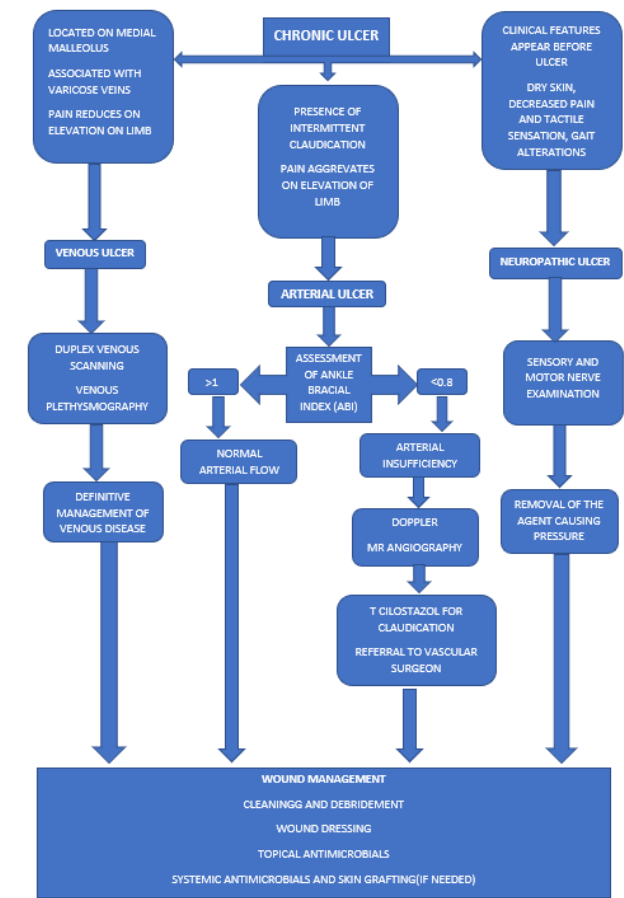 CHRONIC ULCER
LOCATED ON MEDIAL
MALLEOLUS
ASSOCIATED WITH
VARICOSE VEINS
PAIN REDUCES ON
ELEVATION ON LIMB
PRESENCE OF
INTERMITTENT
CLAUDICATION
PAIN AGGREVATES
ON ELEVATION OF
LIMB
CLINICAL FEATURES
APPEAR BEFORE
ULCER
DRY SKIN,
DECREASED PAIN
AND TACTILE
SENSATION, GAIT
ALTERATIONS
VENOUS ULCER
ARTERIAL ULCER
NEUROPATHIC ULCER
DUPLEX VENOUS
SCANNING
VENOUS
PLETHYSMOGRAPHY
>1
ASSESSMENT
OF ANKLE
BRACIAL
INDEX (ABI)
<0.8
SENSORY AND
MOTOR NERVE
EXAMINATION
NORMAL
ARTERIAL FLOW
ARTERIAL
INSUFFICIENCY
DEFINITIVE
MANAGEMENT OF
VENOUS DISEASE
DOPPLER
MR ANGIOGRAPHY
REMOVAL OF THE
AGENT CAUSING
PRESSURE
T CILOSTAZOL FOR
CLAUDICATION
REFERRAL TO VASCULAR
SURGEON
WOUND MANAGEMENT
CLEANINGG AND DEBRIDEMENT
WOUND DRESSING
TOPICAL ANTIMICROBIALS
SYSTEMIC ANTIMICROBIALS AND SKIN GRAFTING(IF NEEDED)